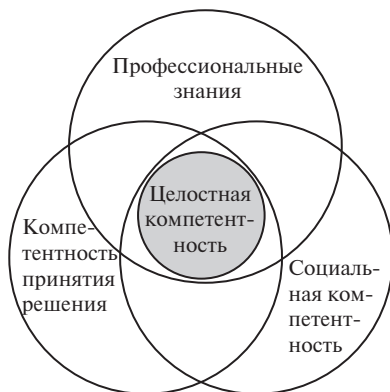 Профессиональные
знания
Целостная
компетент-
ность
Компе-
тентность
принятия
решения
Социаль-
ная ком-
петент-
ность